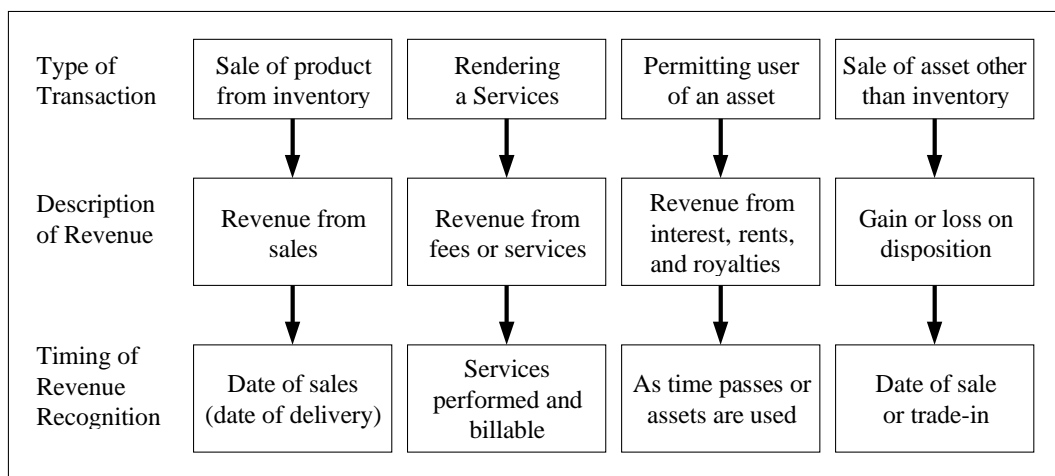 Type of
Transaction
Sale of product
from inventory
Rendering
a Services
Permitting user
of an asset
Sale of asset other
than inventory
Description
of Revenue
Revenue from
sales
Revenue from
fees or services
Revenue from
interest, rents,
and royalties
Gain or loss on
disposition
Timing of
Revenue
Recognition
Date of sales
(date of delivery)
Services
performed and
billable
As time passes or
assets are used
Date of sale
or trade-in